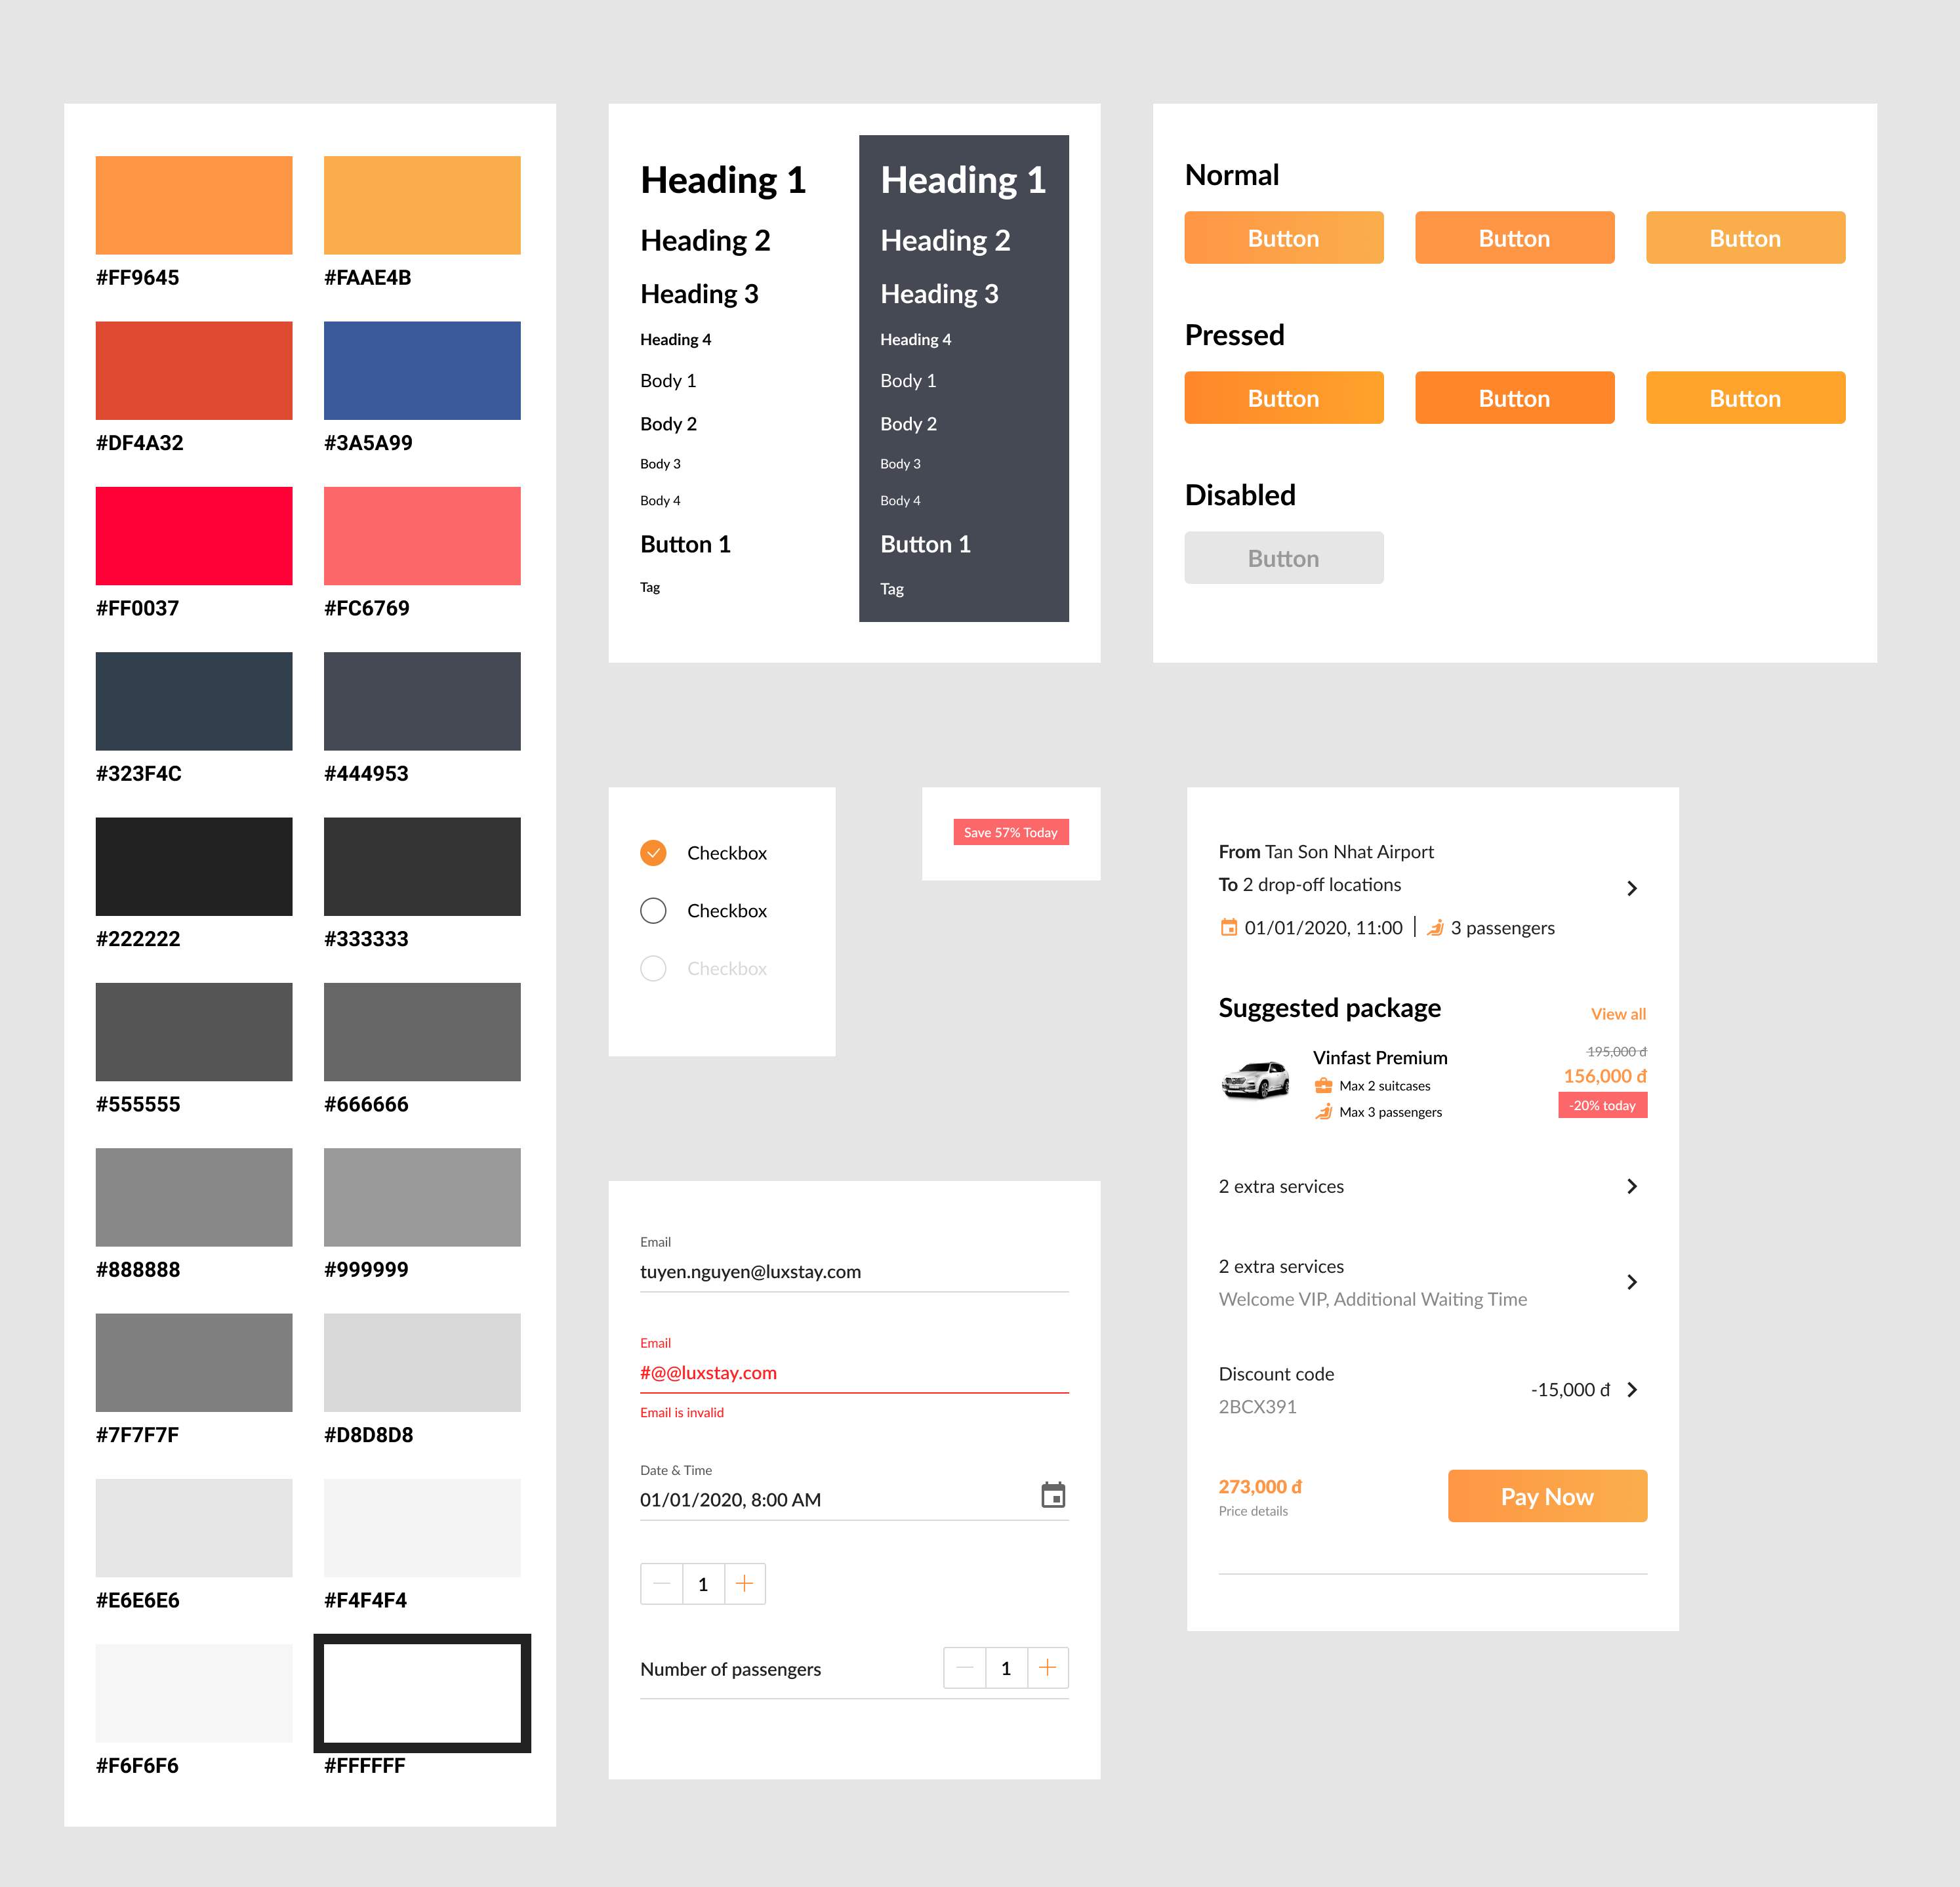 #FF9645
#FAAE4B
#DF4A32
#3A5A99
#FF0037
#FC6769
#323F4C
#444953
#222222
#333333
#555555
#666666
#888888
#999999
#7F7F7F
#D8D8D8
#E6E6E6
#F4F4F4
#F6F6F6
#FFFFFF
Heading 1
Heading 2
Heading 3
Heading 4
Body 1
Body 2
Body 3
Body 4
Button 1
Tag
Heading 1
Heading 2
Heading 3
Heading 4
Body 1
Body 2
Body 3
Body 4
Button 1
Tag
Normal
Button
Button
Button
Pressed
Button
Button
Button
Disabled
Button
Checkbox
Checkbox
Checkbox
Save 57% Today
Email
tuyen.nguyen@luxstay.com
Email
#@@luxstay.com
Email is invalid
Date & Time
01/01/2020, 8:00 AM
1
Number of passengers
1
From Tan Son Nhat Airport
To 2 drop-off locations
01/01/2020, 11:00 | 3 passengers
Suggested package
View all
Vinfast Premium
Max 2 suitcases
Max 3 passengers
195,000 đ
156,000 đ
-20% today
2 extra services
2 extra services
Welcome VIP, Additional Waiting Time
Discount code
2BCX391
-15,000 đ
273,000 đ
Price details
Pay Now